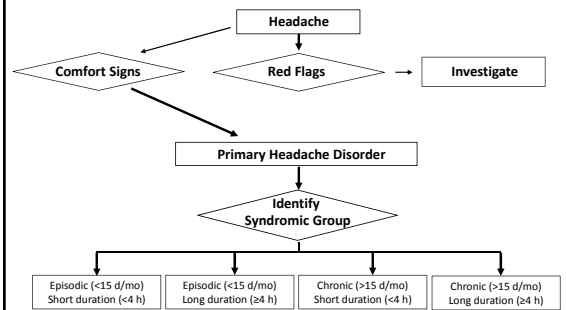 Headache
Comfort Signs
Red Flags
Investigate
Primary Headache Disorder
Identify
Syndromic Group
Episodic (<15 d/mo)
Short duration (<4 h)
Episodic (<15 d/mo)
Long duration (≥4 h)
Chronic (>15 d/mo)
Short duration (<4 h)
Chronic (>15 d/mo)
Long duration (≥4 h)